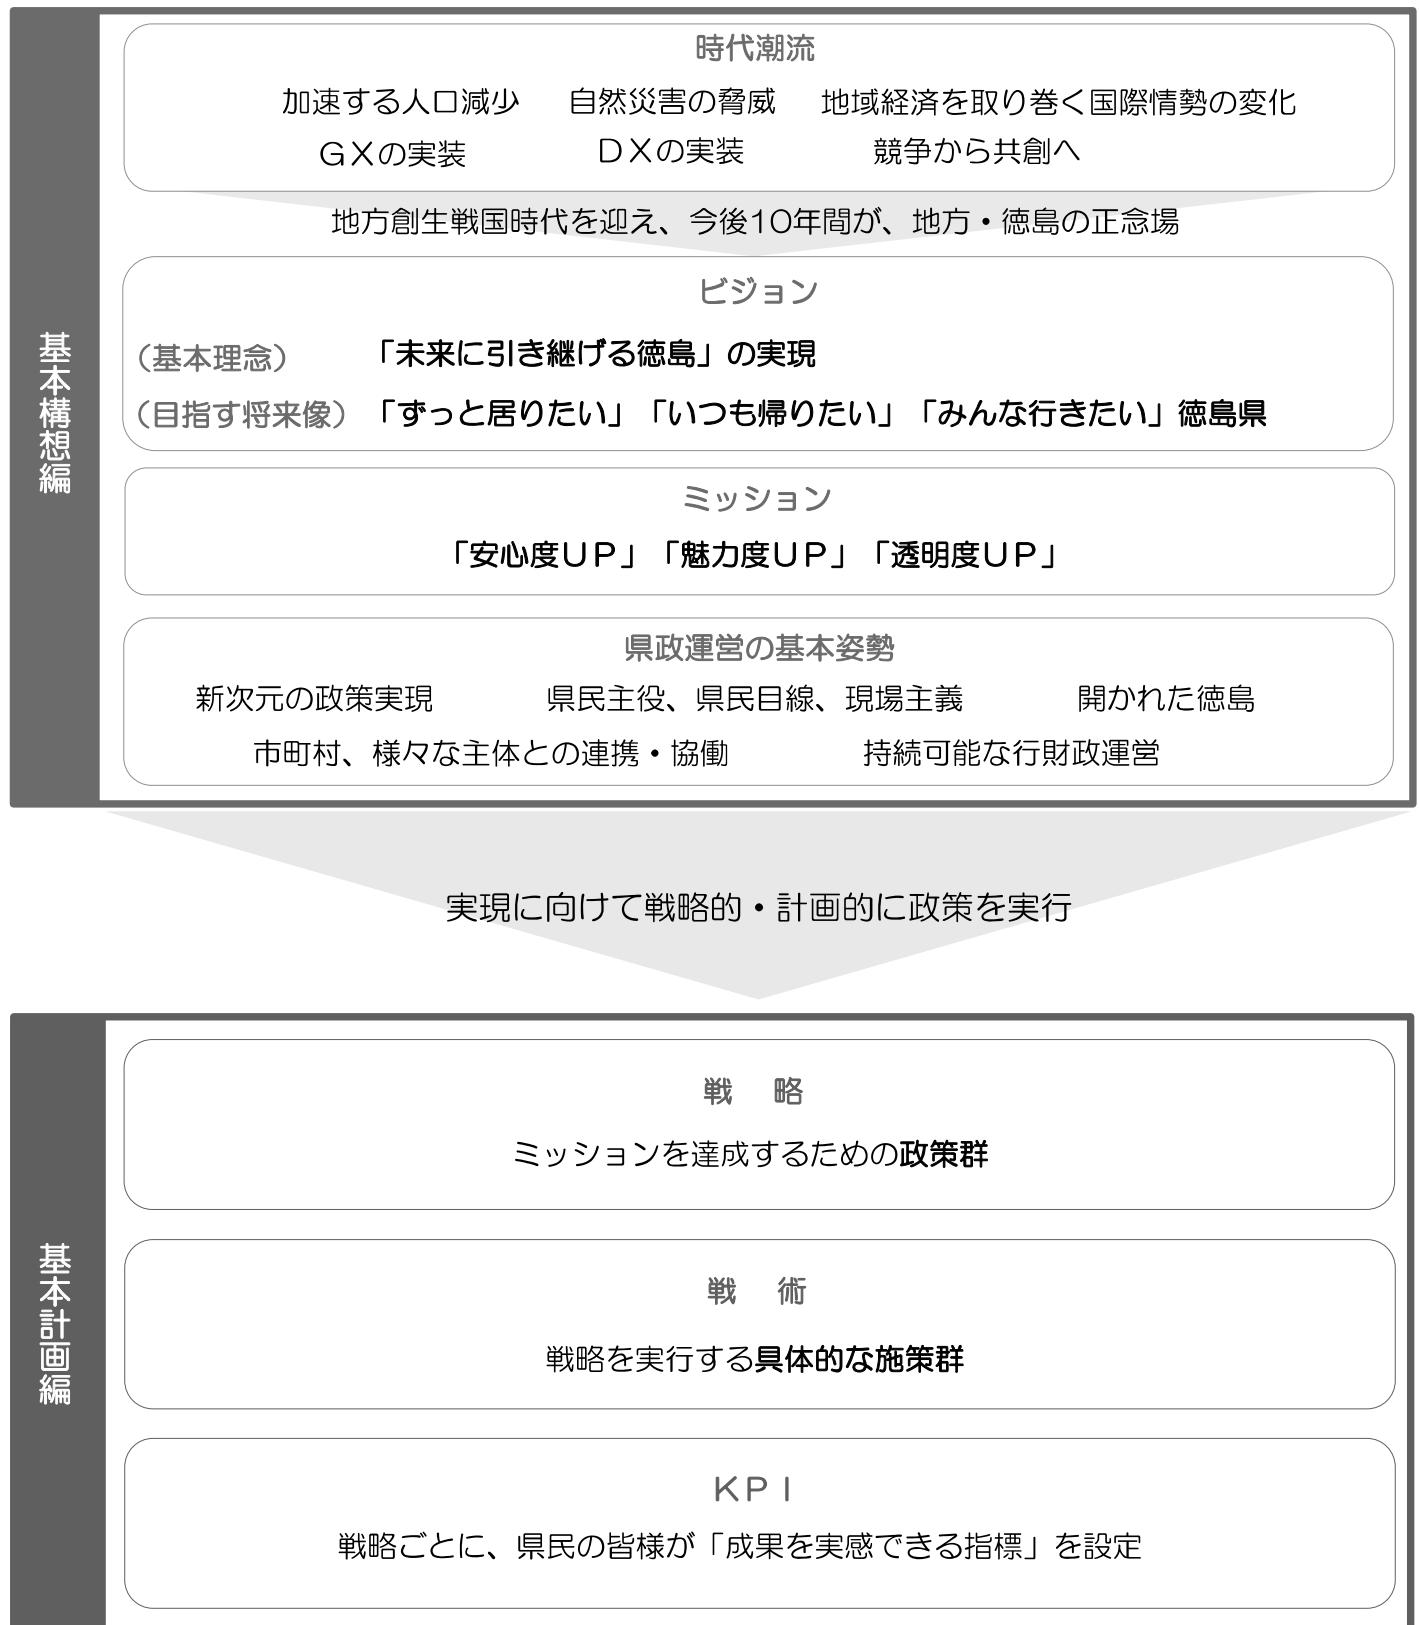 基本構想編
時代潮流
加速する人口減少 自然災害の脅威 地域経済を取り巻く国際情勢の変化
GXの実装 DXの実装 競争から共創へ
地方創生戦国時代を迎え、今後10年間が、地方・徳島の正念場
ビジョン
（基本理念） 「未来に引き継げる徳島」の実現
（目指す将来像） 「ずっと居りたい」「いつも帰りたい」「みんな行きたい」徳島県
ミッション
「安心度UP」「魅力度UP」「透明度UP」
県政運営の基本姿勢
新次元の政策実現 県民主役、県民目線、現場主義 開かれた徳島
市町村、様々な主体との連携・協働 持続可能な行財政運営
実現に向けて戦略的・計画的に政策を実行
基本計画編
戦 略
ミッションを達成するための政策群
戦 術
戦略を実行する具体的な施策群
KPI
戦略ごとに、県民の皆様が「成果を実感できる指標」を設定